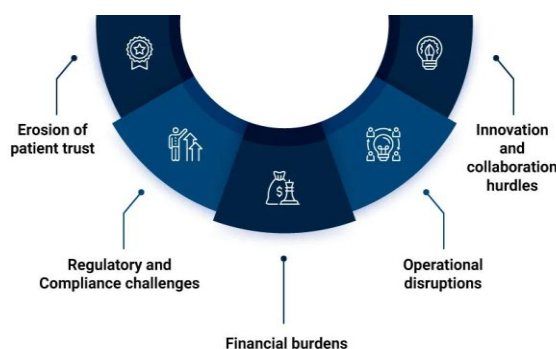 Erosion of
patient trust
Innovation
and
collaboration
hurdles
Regulatory and
Compliance challenges
Operational
disruptions
Financial burdens
$